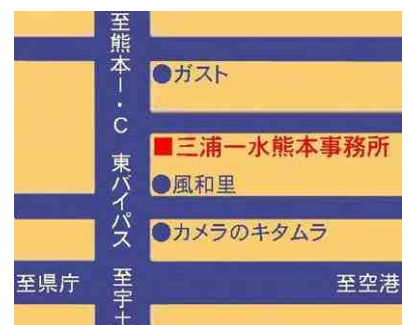 至熊本I・C 東バイパス 至宇土
ガスト
三浦一水熊本事務所
風和里
カメラのキタムラ
至県庁
至空港